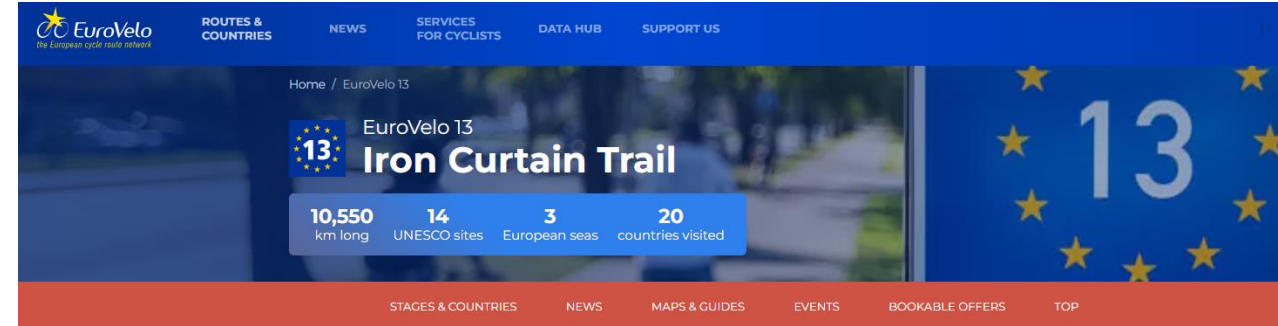 EuroVelo
the European cycle route network
ROUTES &
COUNTRIES
NEWS
SERVICES
FOR CYCLISTS
DATA HUB
SUPPORT US
Home / EuroVelo 13
13
EuroVelo 13
Iron Curtain Trail
10,550
km long
14
UNESCO sites
3
European seas
20
countries visited
13
STAGES & COUNTRIES
NEWS
MAPS & GUIDES
EVENTS
BOOKABLE OFFERS
TOP